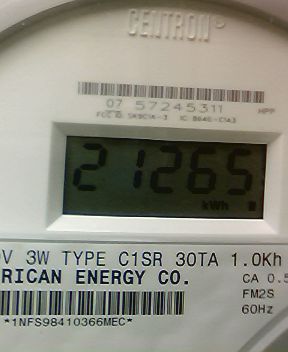 CENTRON®
07 57245311 HPP
21265
kWh
V 3W TYPE C1SR 30TA 1.0Kh
RICAN ENERGY CO. CA 0.5
FM2S
60Hz
*1NFS98410366MEC*